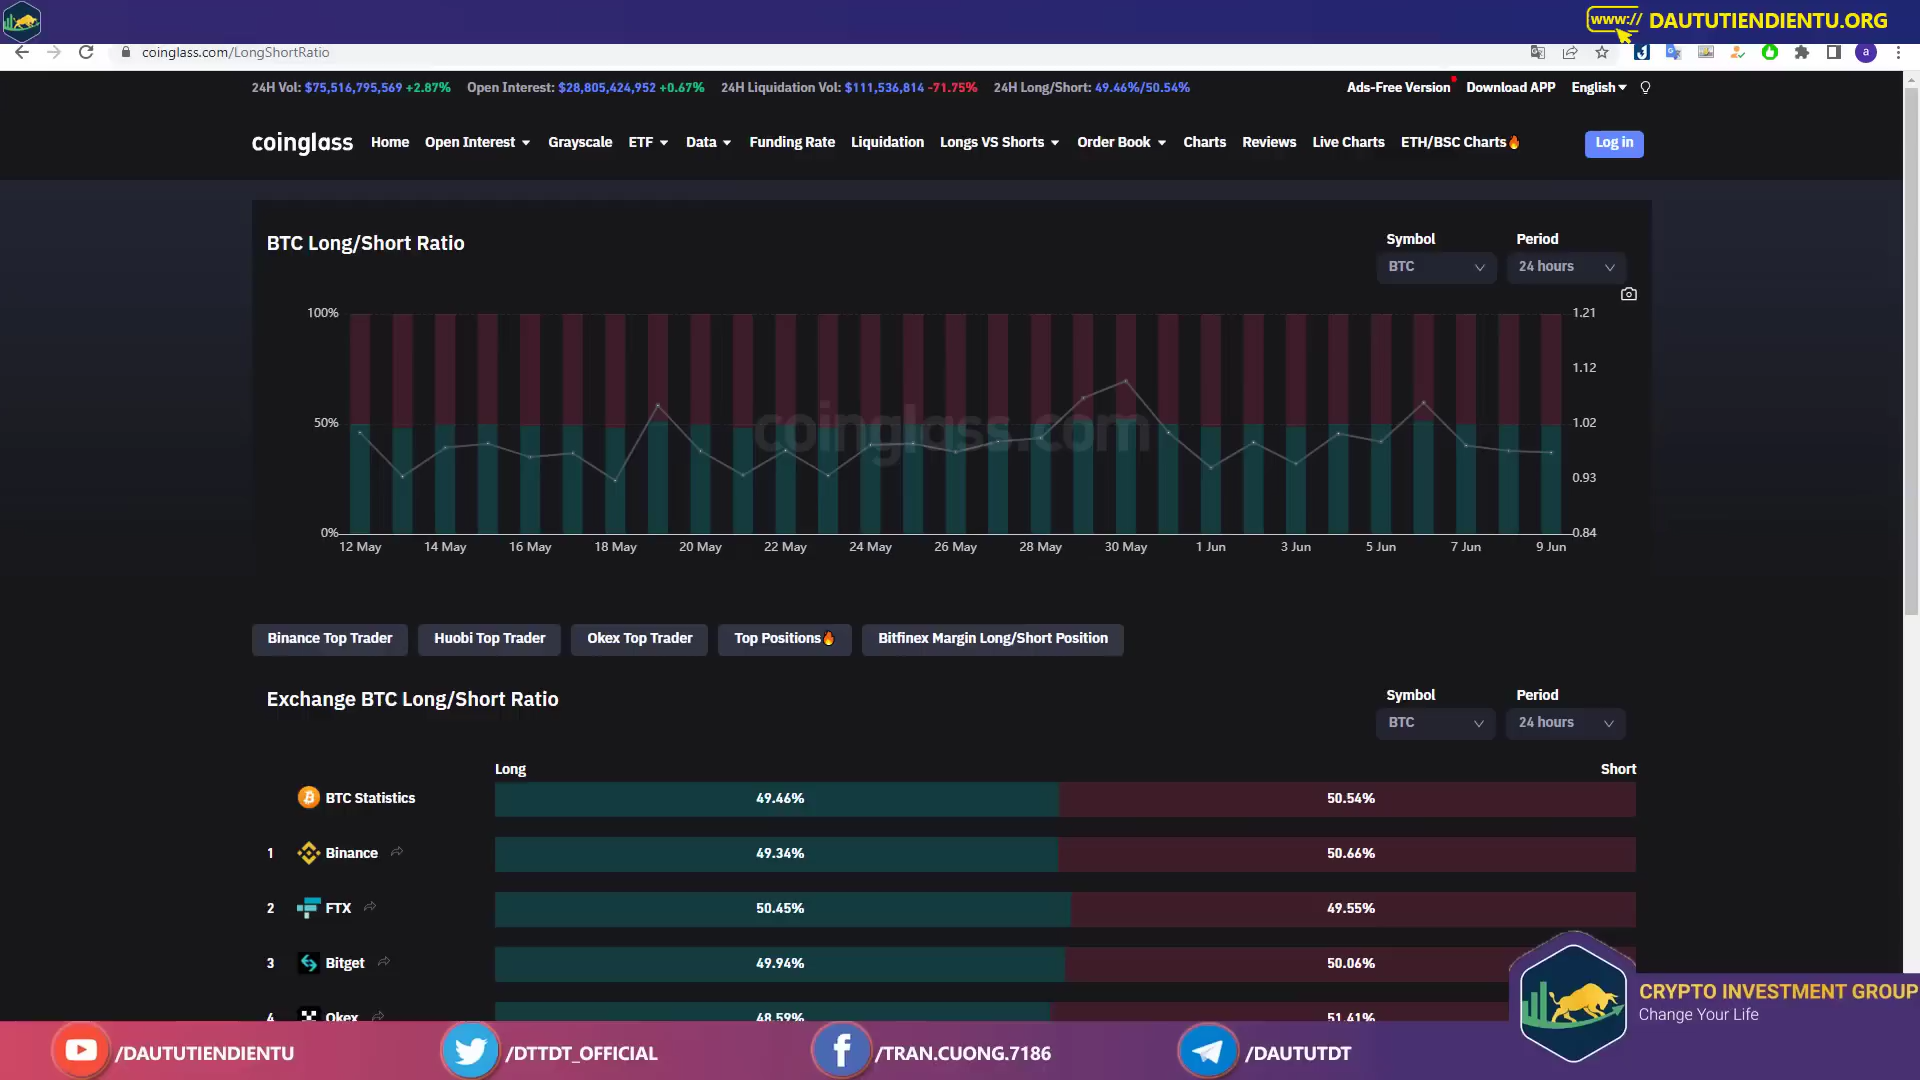 www:// DAUTUTIENDIENTU.ORG
coinglass.com/LongShortRatio
a
24H Vol: $75,516,795,569 +2.87% Open Interest: $28,805,424,952 +0.67% 24H Liquidation Vol: $111,536,814 -71.75% 24H Long/Short: 49.46%/50.54% Ads-Free Version Download APP English
coinglass Home Open Interest Grayscale ETF Data Funding Rate Liquidation Longs VS Shorts Order Book Charts Reviews Live Charts ETH/BSC Charts Log in
BTC Long/Short Ratio
Symbol Period
BTC 24 hours
100% 1.21
1.12
50% 1.02
coinglass.com
0.93
0% 0.84
12 May 14 May 16 May 18 May 20 May 22 May 24 May 26 May 28 May 30 May 1 Jun 3 Jun 5 Jun 7 Jun 9 Jun
Binance Top Trader Huobi Top Trader Okex Top Trader Top Positions Bitfinex Margin Long/Short Position
Exchange BTC Long/Short Ratio
Symbol Period
BTC 24 hours
Long Short
BTC Statistics 49.46% 50.54%
1 Binance 49.34% 50.66%
2 FTX 50.45% 49.55%
3 Bitget 49.94% 50.06%
4 Okex 48.59% 51.41%
CRYPTO INVESTMENT GROUP
Change Your Life
/DAUTUTIENDIENTU /DTTDT_OFFICIAL /TRAN.CUONG.7186 /DAUTUTDT